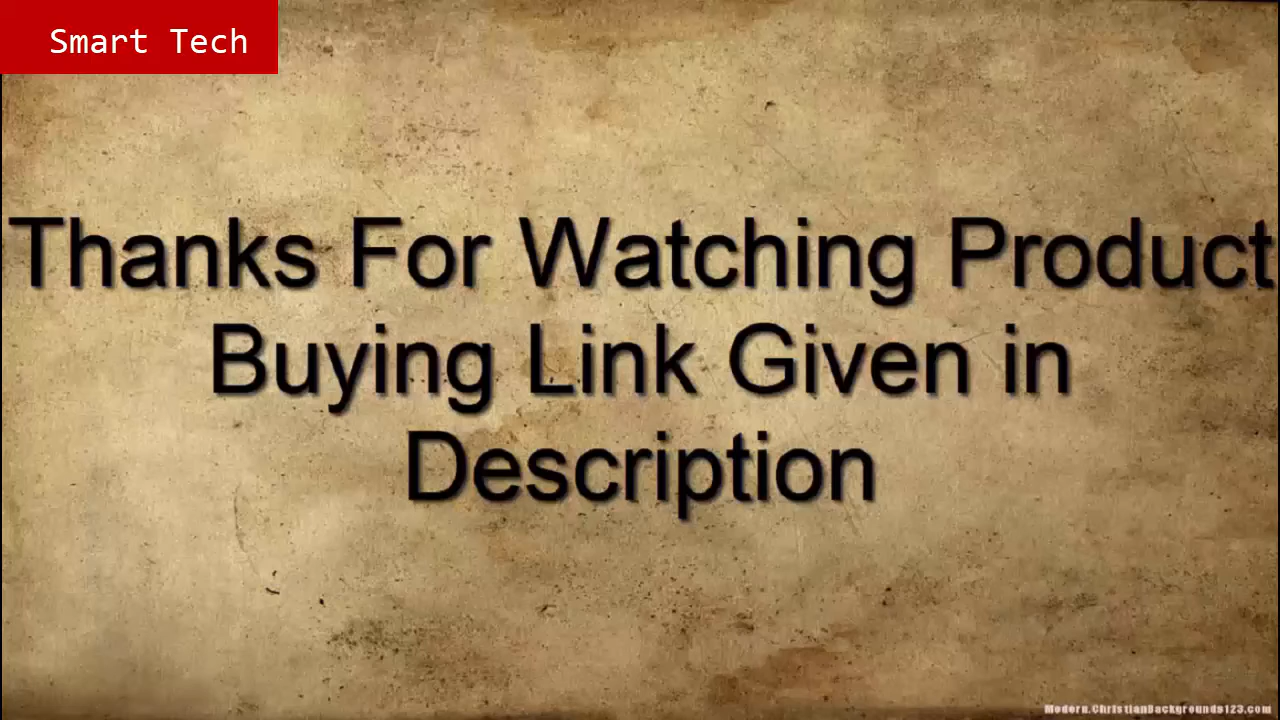 Smart Tech
Thanks For Watching Product
Buying Link Given in
Description
Modern.ChristianBackgrounds123.com